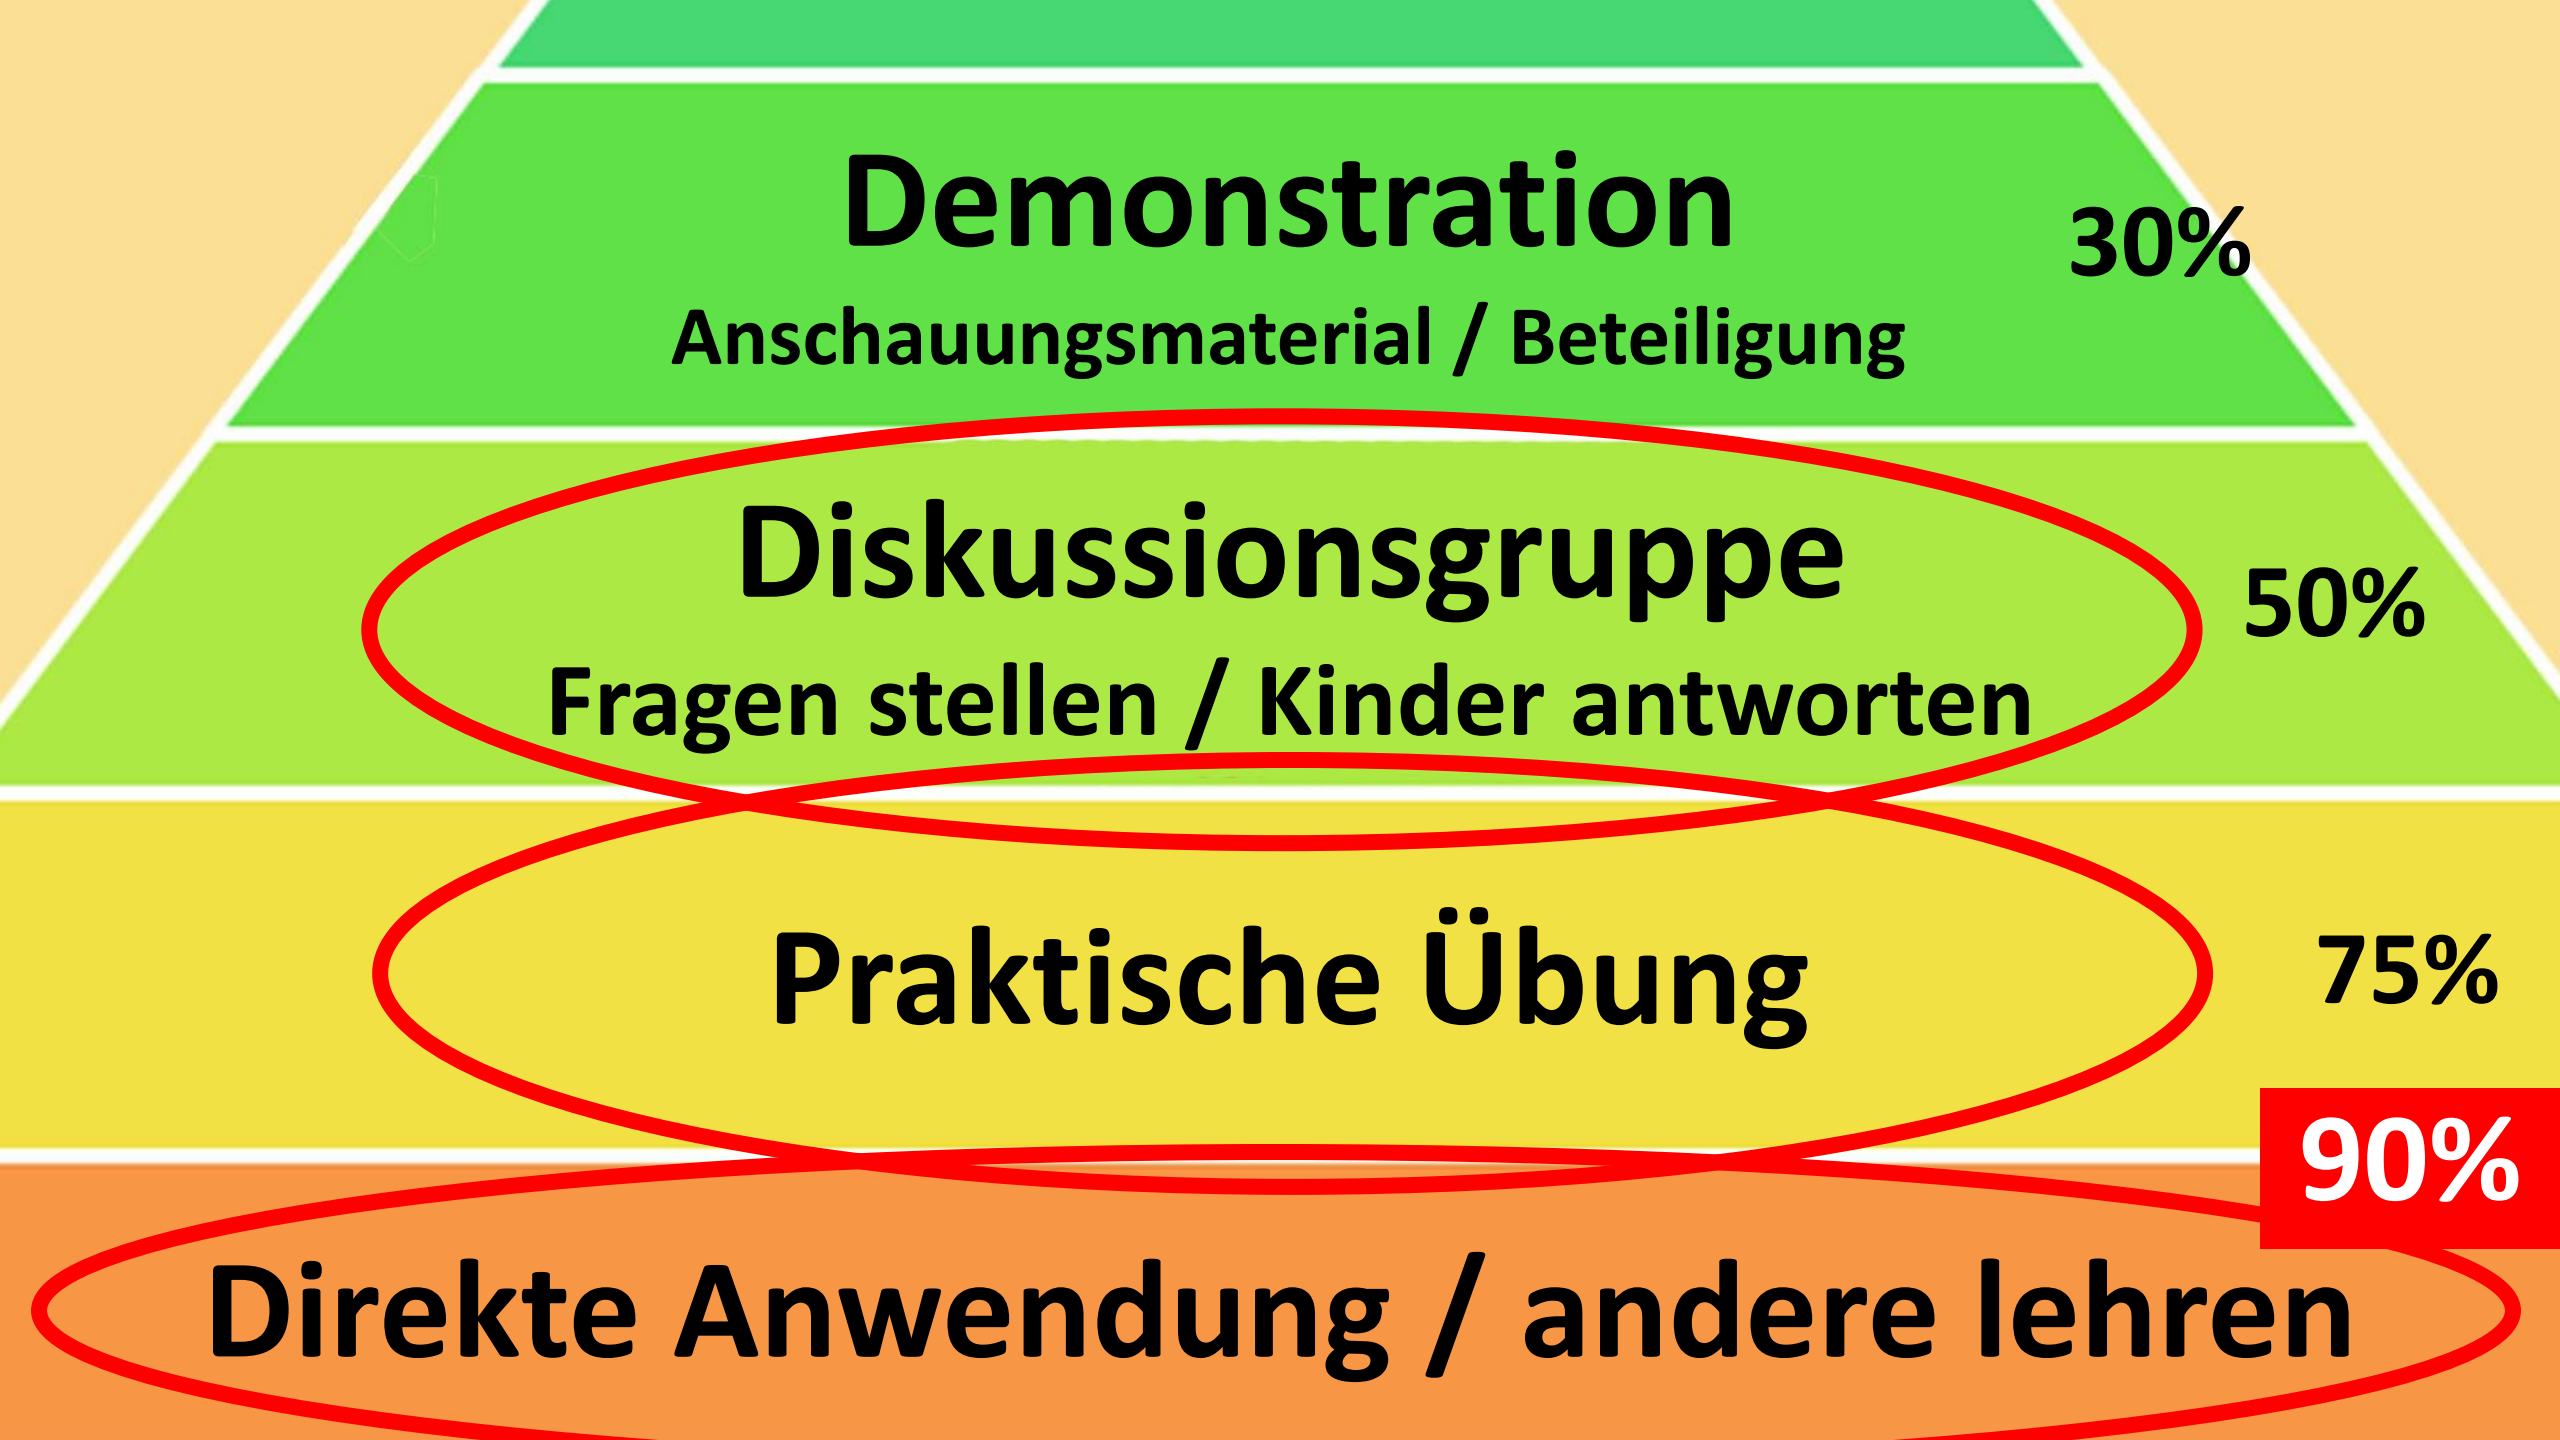 Demonstration
30%
Anschauungsmaterial / Beteiligung
Diskussionsgruppe
50%
Fragen stellen / Kinder antworten
Praktische Übung
75%
90%
Direkte Anwendung / andere lehren